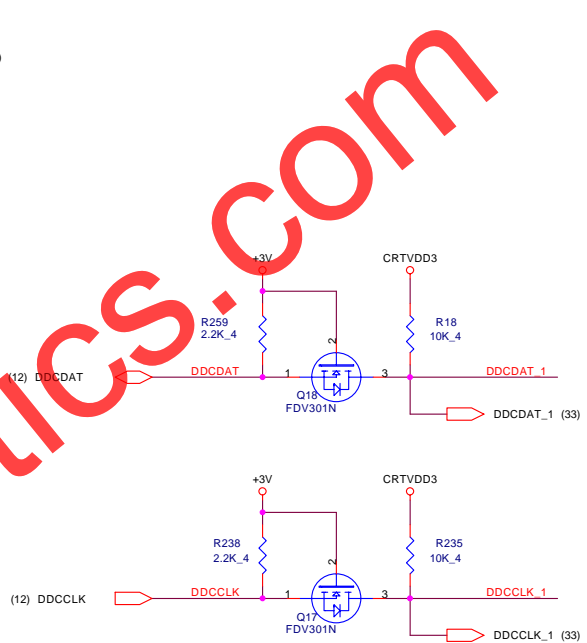 )
tics.com
+3V
CRTVDD3
R259
2.2K_4
R18
10K_4
2
(12) DDCDAT
DDCDAT
1
3
DDCDAT_1
Q18
FDV301N
DDCDAT_1 (33)
+3V
CRTVDD3
R238
2.2K_4
R235
10K_4
2
(12) DDCCLK
DDCCLK
1
3
DDCCLK_1
Q17
FDV301N
DDCCLK_1 (33)